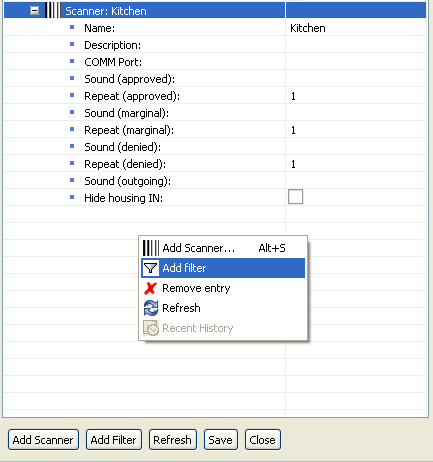 Scanner: Kitchen
Name: Kitchen
Description:
COMM Port:
Sound (approved):
Repeat (approved): 1
Sound (marginal):
Repeat (marginal): 1
Sound (denied):
Repeat (denied): 1
Sound (outgoing):
Hide housing IN:
Add Scanner... Alt+S
Add filter
Remove entry
Refresh
Recent History
Add Scanner Add Filter Refresh Save Close